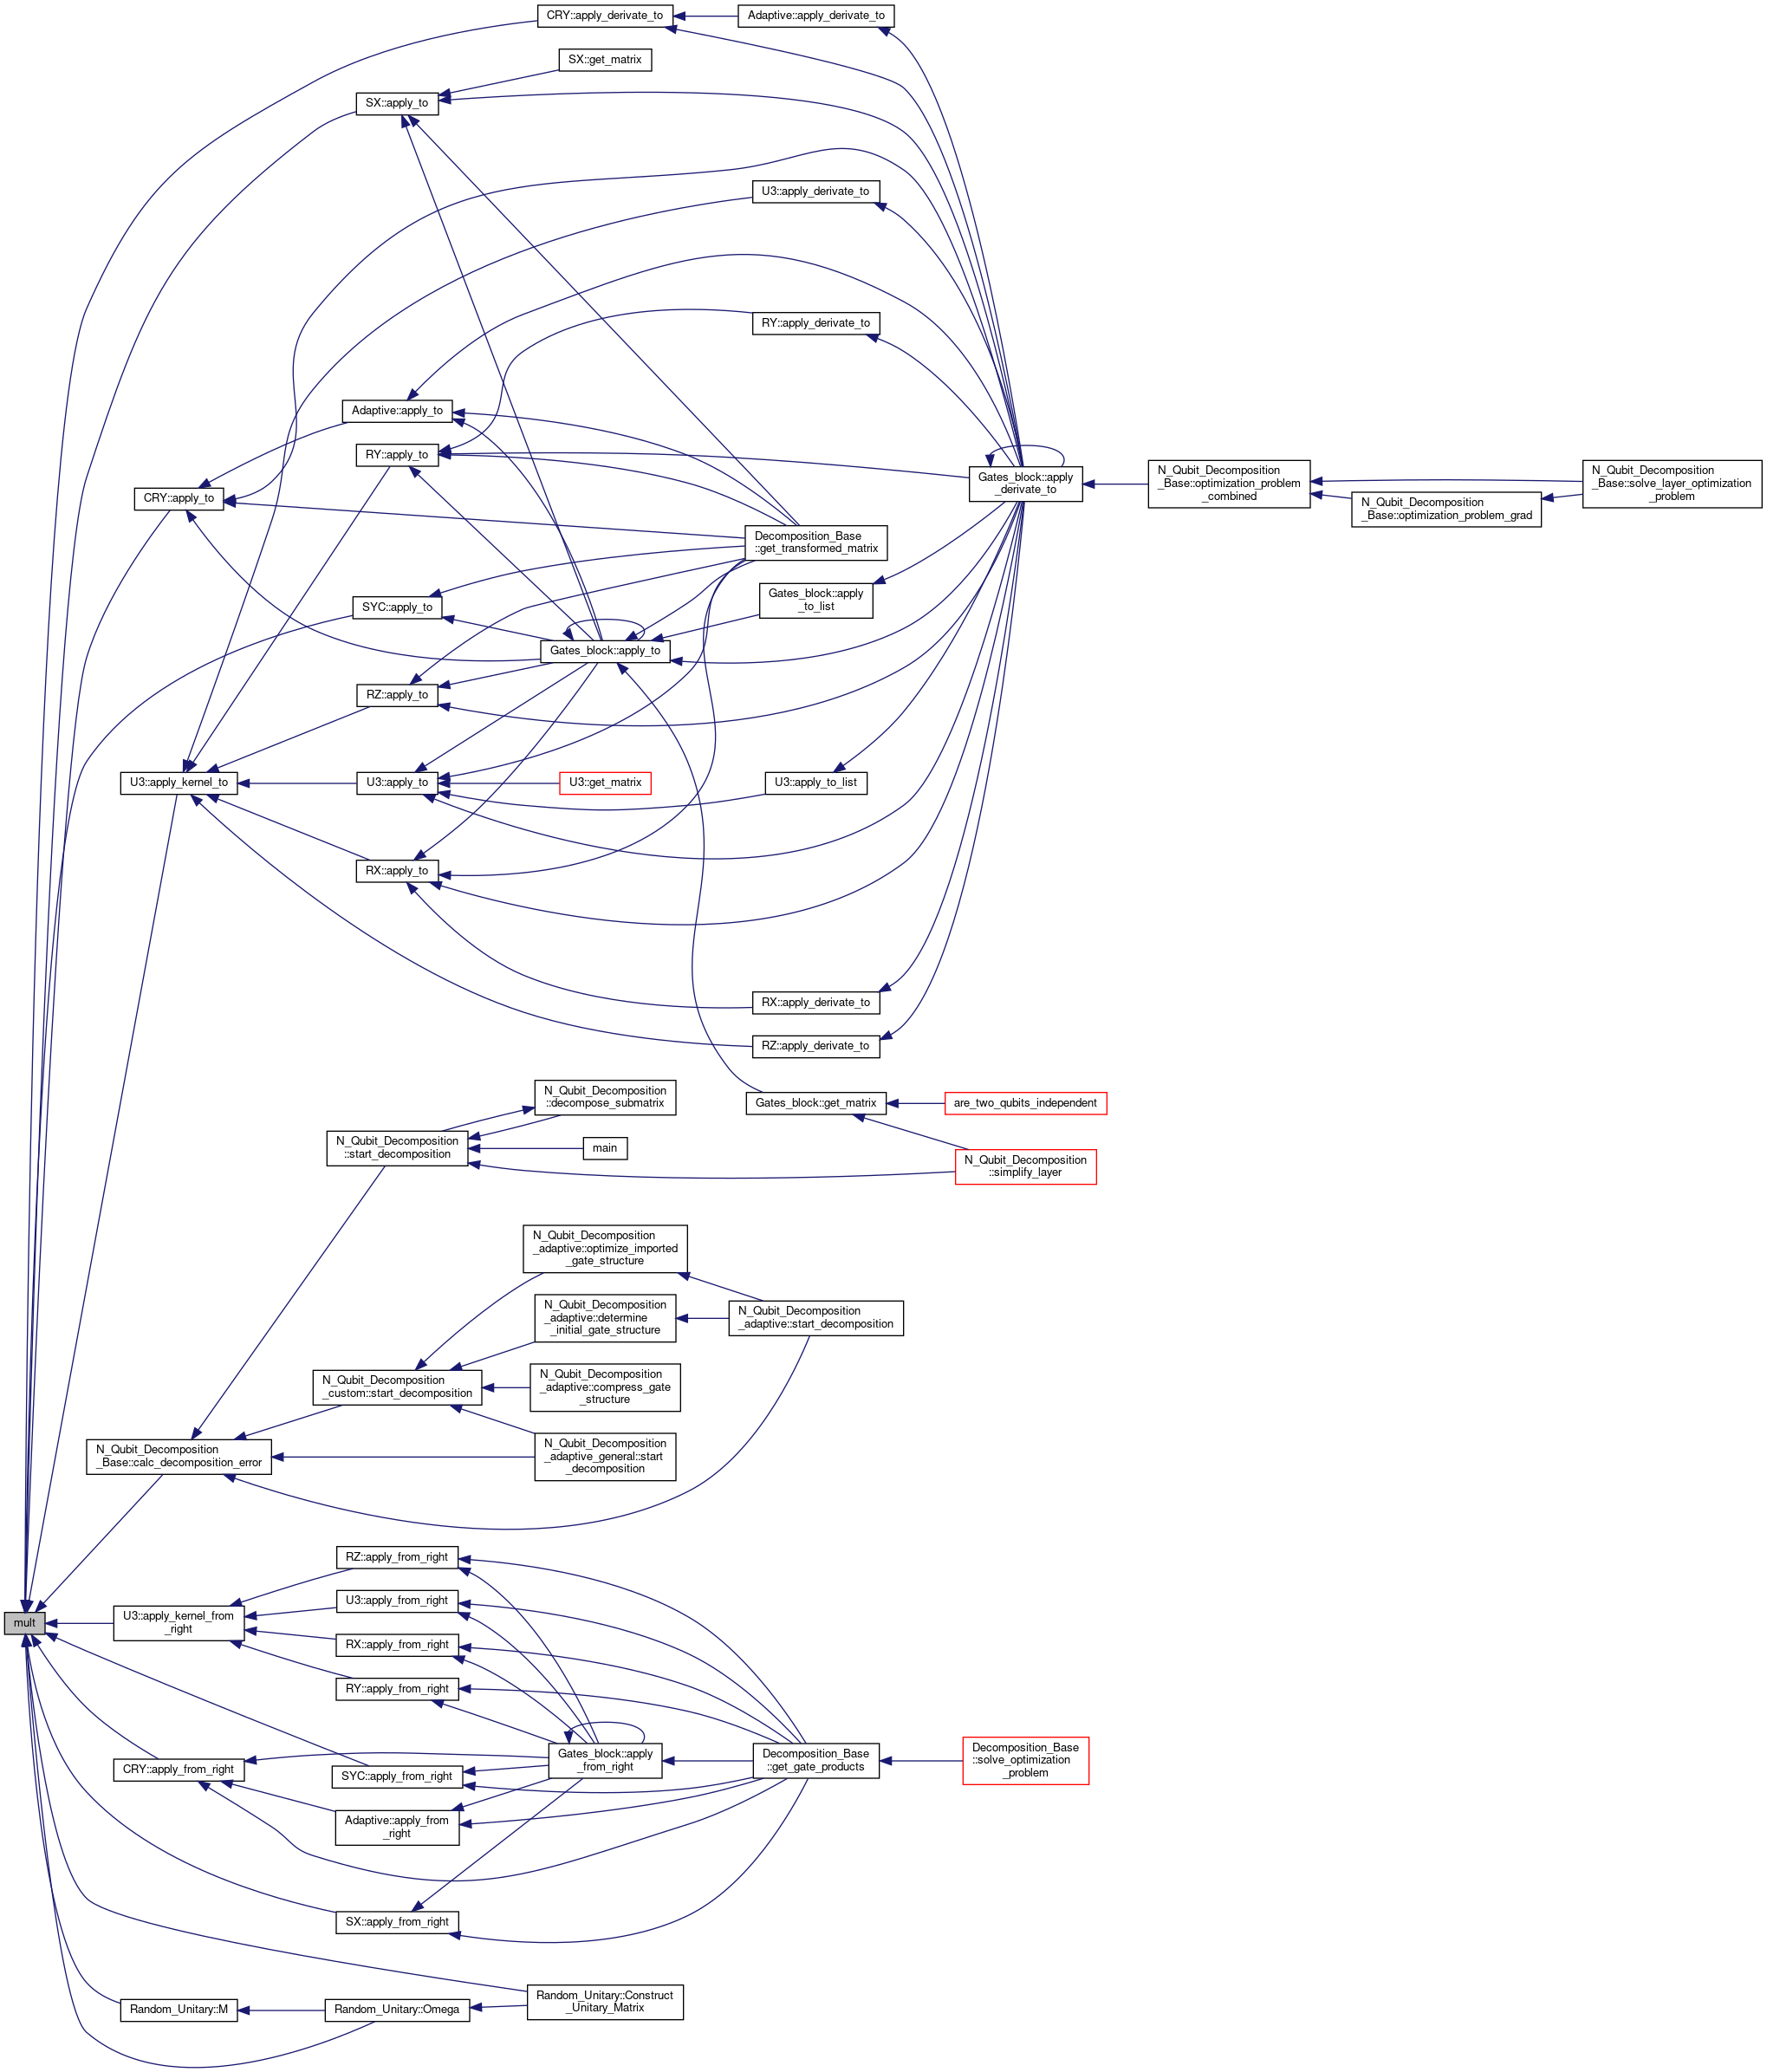 CRY::apply_derivate_to
Adaptive::apply_derivate_to
SX::get_matrix
SX::apply_to
U3::apply_derivate_to
RY::apply_derivate_to
Adaptive::apply_to
RY::apply_to
CRY::apply_to
Gates_block::apply
_derivate_to
N_Qubit_Decomposition
_Base::optimization_problem
_combined
N_Qubit_Decomposition
_Base::optimization_problem_grad
N_Qubit_Decomposition
_Base::solve_layer_optimization
_problem
Decomposition_Base
::get_transformed_matrix
SYC::apply_to
Gates_block::apply
_to_list
Gates_block::apply_to
RZ::apply_to
U3::apply_kernel_to
U3::apply_to
U3::get_matrix
U3::apply_to_list
RX::apply_to
RX::apply_derivate_to
RZ::apply_derivate_to
N_Qubit_Decomposition
::decompose_submatrix
Gates_block::get_matrix
are_two_qubits_independent
N_Qubit_Decomposition
::start_decomposition
main
N_Qubit_Decomposition
::simplify_layer
N_Qubit_Decomposition
_adaptive::optimize_imported
_gate_structure
N_Qubit_Decomposition
_adaptive::determine
_initial_gate_structure
N_Qubit_Decomposition
_adaptive::start_decomposition
N_Qubit_Decomposition
_custom::start_decomposition
N_Qubit_Decomposition
_adaptive::compress_gate
_structure
N_Qubit_Decomposition
_Base::calc_decomposition_error
N_Qubit_Decomposition
_adaptive_general::start
_decomposition
RZ::apply_from_right
U3::apply_from_right
mult
U3::apply_kernel_from
_right
RX::apply_from_right
RY::apply_from_right
CRY::apply_from_right
SYC::apply_from_right
Gates_block::apply
_from_right
Decomposition_Base
::get_gate_products
Decomposition_Base
::solve_optimization
_problem
Adaptive::apply_from
_right
SX::apply_from_right
Random_Unitary::M
Random_Unitary::Omega
Random_Unitary::Construct
_Unitary_Matrix